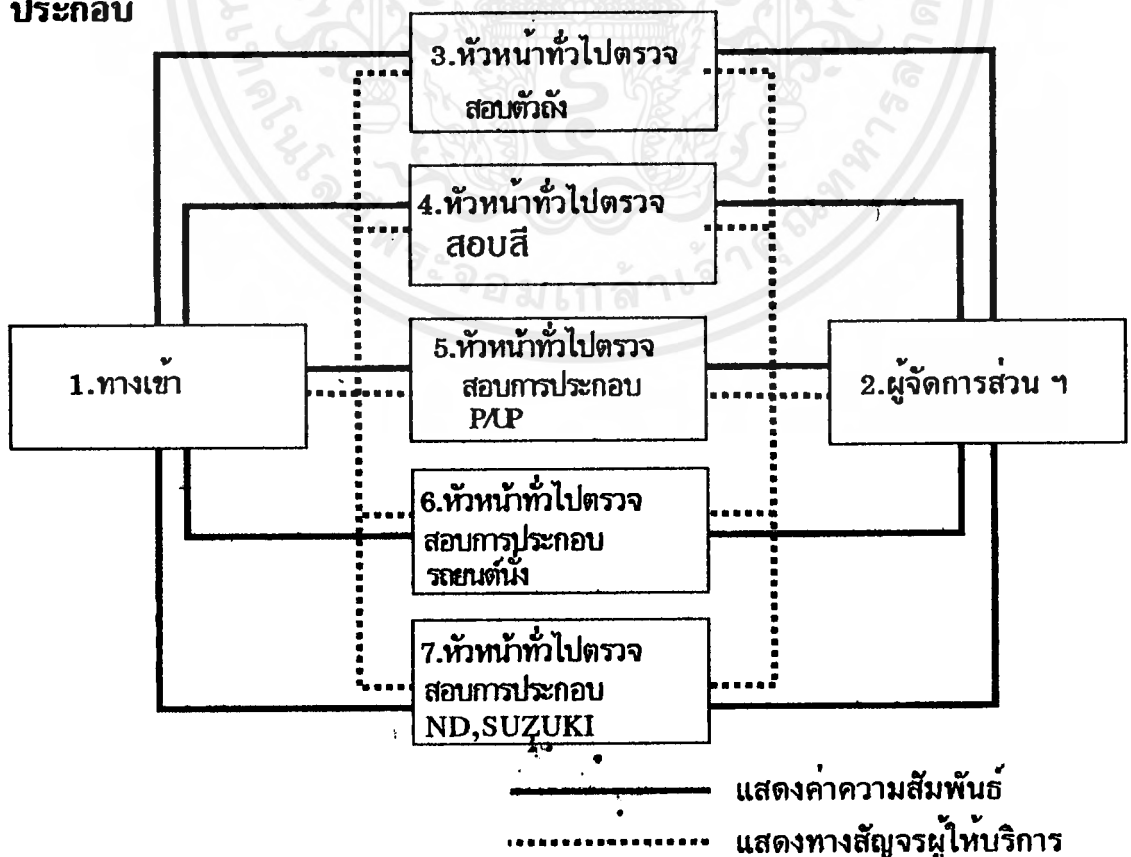 ประกอบ
3.หัวหน้าทั่วไปตรวจ
สอบตัวถัง
4.หัวหน้าทั่วไปตรวจ
สอบสี
1.ทางเข้า
5.หัวหน้าทั่วไปตรวจ
สอบการประกอบ
P/UP
2.ผู้จัดการส่วน ฯ
6.หัวหน้าทั่วไปตรวจ
สอบการประกอบ
รถยนต์นั่ง
7.หัวหน้าทั่วไปตรวจ
สอบการประกอบ
ND,SUZUKI
แสดงค่าความสัมพันธ์
แสดงทางสัญจรผู้ให้บริการ